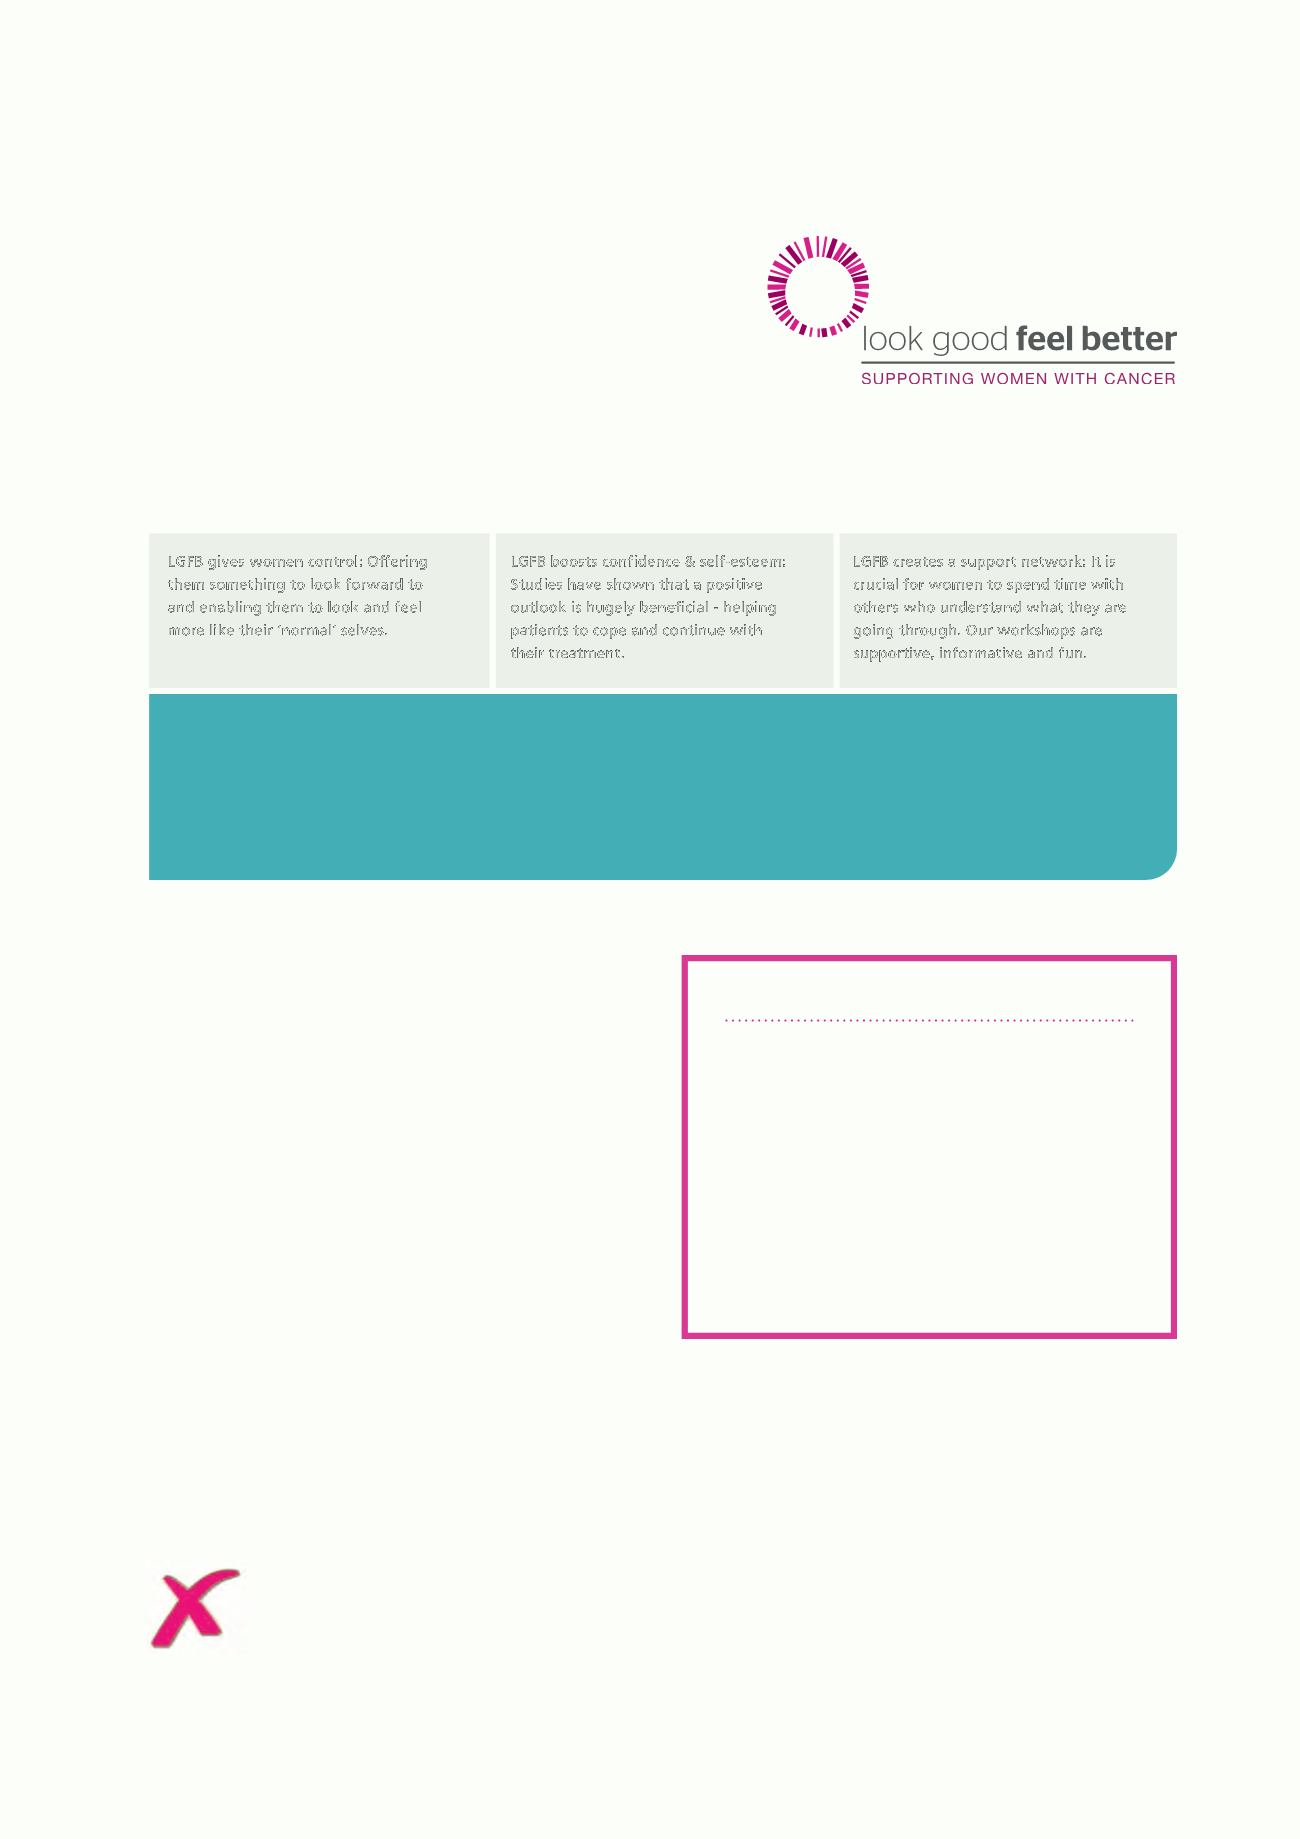 look good feel better
SUPPORTING WOMEN WITH CANCER
LGFB gives women control: Offering
them something to look forward to
and enabling them to look and feel
more like their ‘normal’ selves.
LGFB boosts confidence & self-esteem:
Studies have shown that a positive
outlook is hugely beneficial - helping
patients to cope and continue with
their treatment.
LGFB creates a support network: It is
crucial for women to spend time with
others who understand what they are
going through. Our workshops are
supportive, informative and fun.